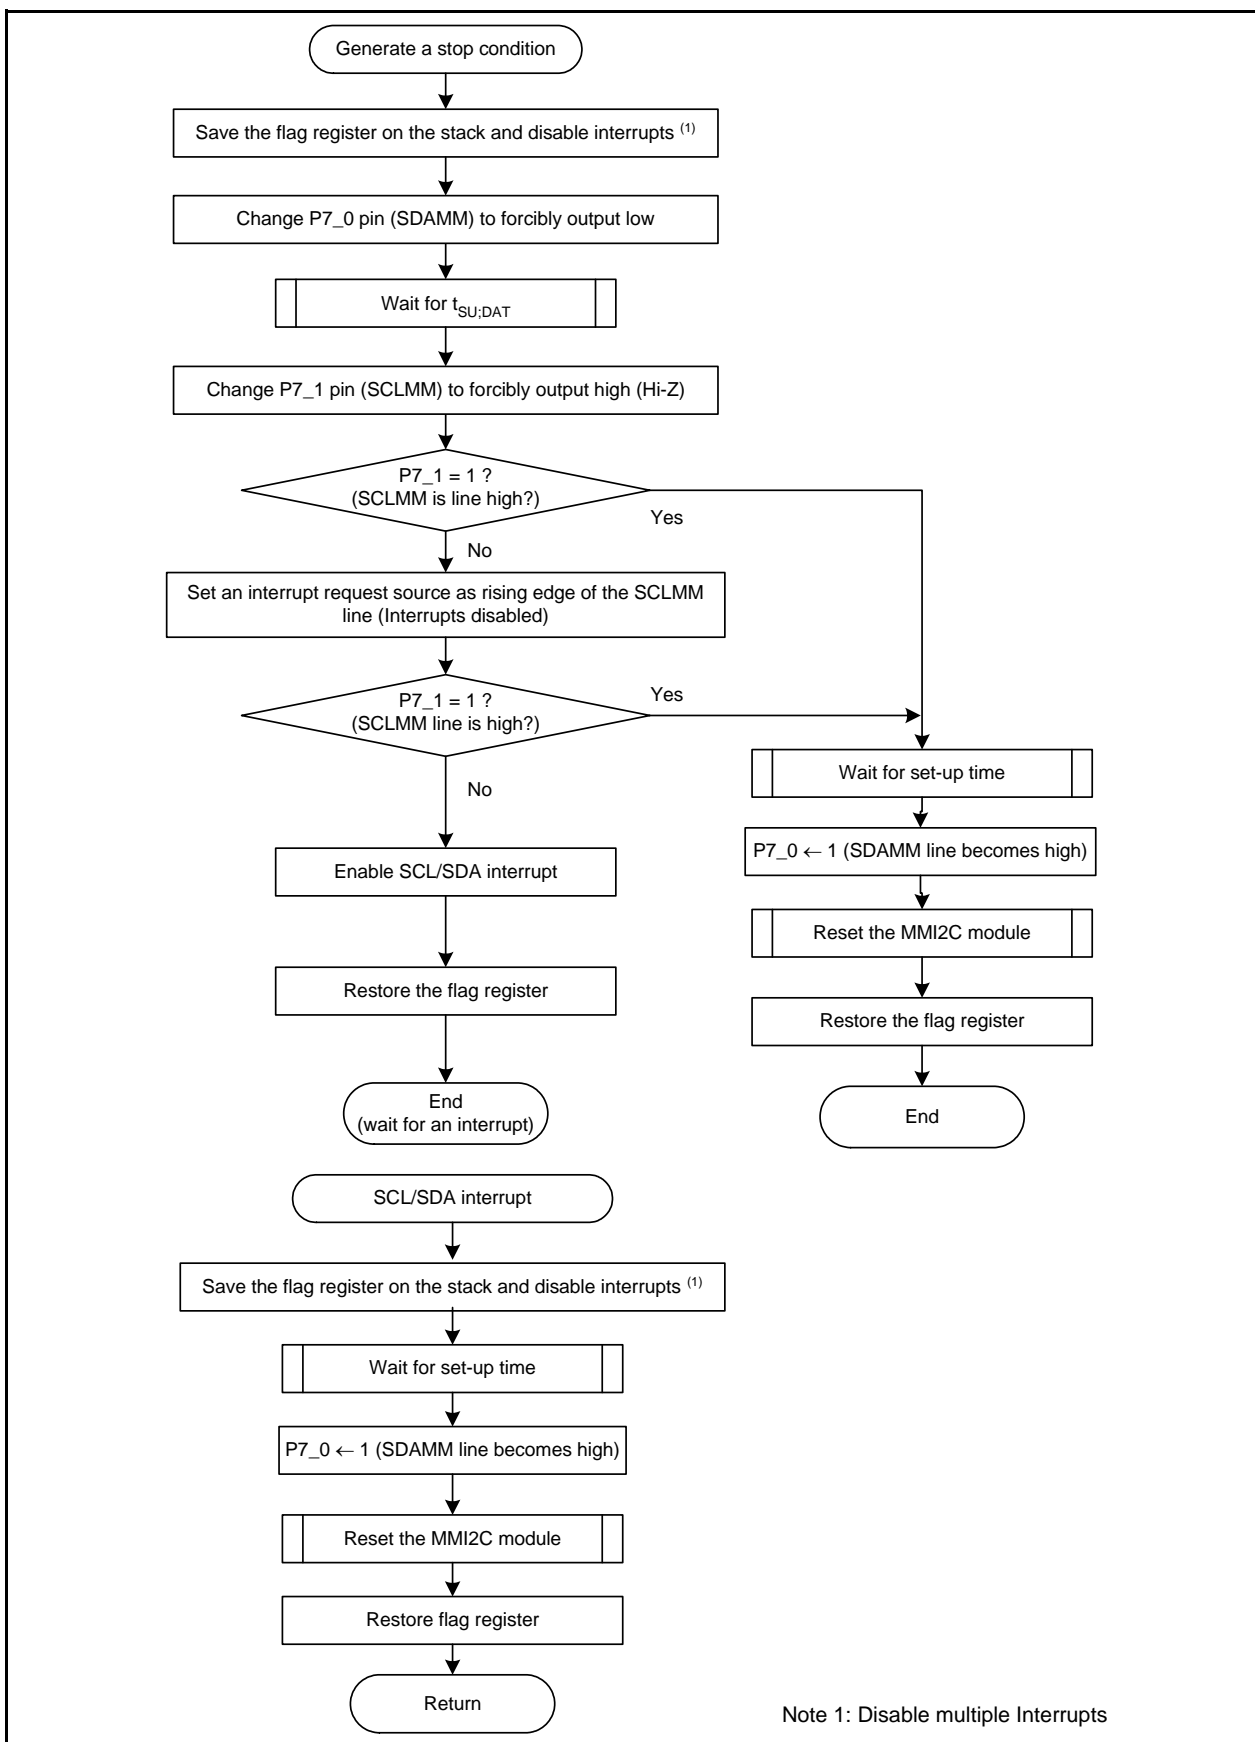 Generate a stop condition
Save the flag register on the stack and disable interrupts (1)
Change P7_0 pin (SDAMM) to forcibly output low
Wait for tSU;DAT
Change P7_1 pin (SCLMM) to forcibly output high (Hi-Z)
P7_1 = 1 ?
(SCLMM is line high?)
Yes
No
Set an interrupt request source as rising edge of the SCLMM
line (Interrupts disabled)
P7_1 = 1 ?
(SCLMM line is high?)
Yes
No
Wait for set-up time
P7_0 ← 1 (SDAMM line becomes high)
Reset the MMI2C module
Restore the flag register
End
Enable SCL/SDA interrupt
Restore the flag register
End
(wait for an interrupt)
SCL/SDA interrupt
Save the flag register on the stack and disable interrupts (1)
Wait for set-up time
P7_0 ← 1 (SDAMM line becomes high)
Reset the MMI2C module
Restore flag register
Return
Note 1: Disable multiple Interrupts